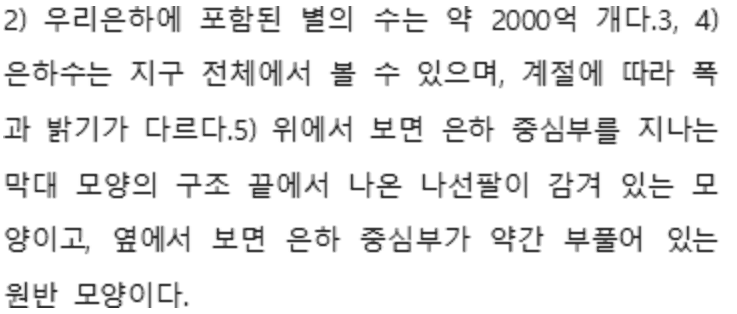 2) 우리은하에 포함된 별의 수는 약 2000억 개다.3, 4)
은하수는 지구 전체에서 볼 수 있으며, 계절에 따라 폭
과 밝기가 다르다.5) 위에서 보면 은하 중심부를 지나는
막대 모양의 구조 끝에서 나온 나선팔이 감겨 있는 모
양이고, 옆에서 보면 은하 중심부가 약간 부풀어 있는
원반 모양이다.